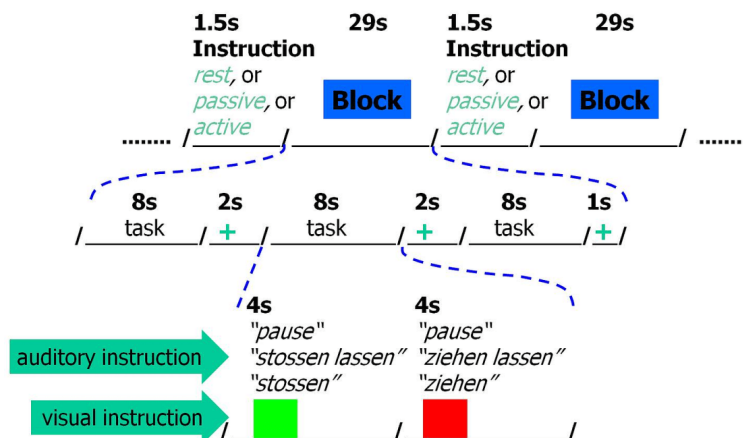 1.5s 29s 1.5s 29s
Instruction Instruction
rest, or rest, or
passive, or Block passive, or Block
active active
........ / / / / / .......
8s 2s 8s 2s 8s 1s
task + task + task +
/ / / / / / /
4s 4s
"pause" "pause"
auditory instruction "stossen lassen" "ziehen lassen"
"stossen" "ziehen"
visual instruction
/ / /